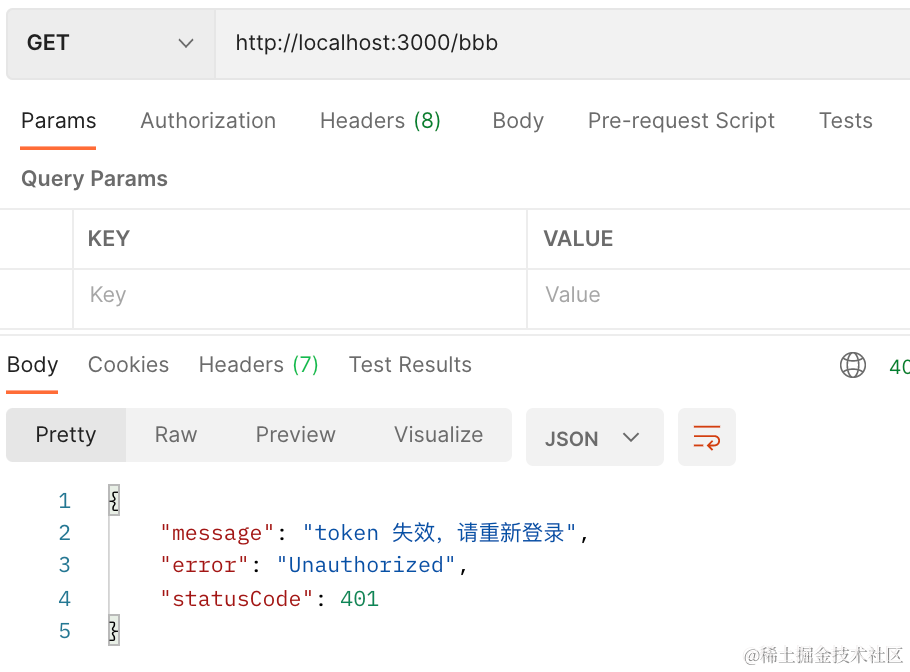 GET http://localhost:3000/bbb
Params Authorization Headers (8) Body Pre-request Script Tests
Query Params
KEY VALUE
Key Value
Body Cookies Headers (7) Test Results 40
Pretty Raw Preview Visualize JSON
1 {
2 "message": "token 失效，请重新登录",
3 "error": "Unauthorized",
4 "statusCode": 401
5 }
@稀土掘金技术社区